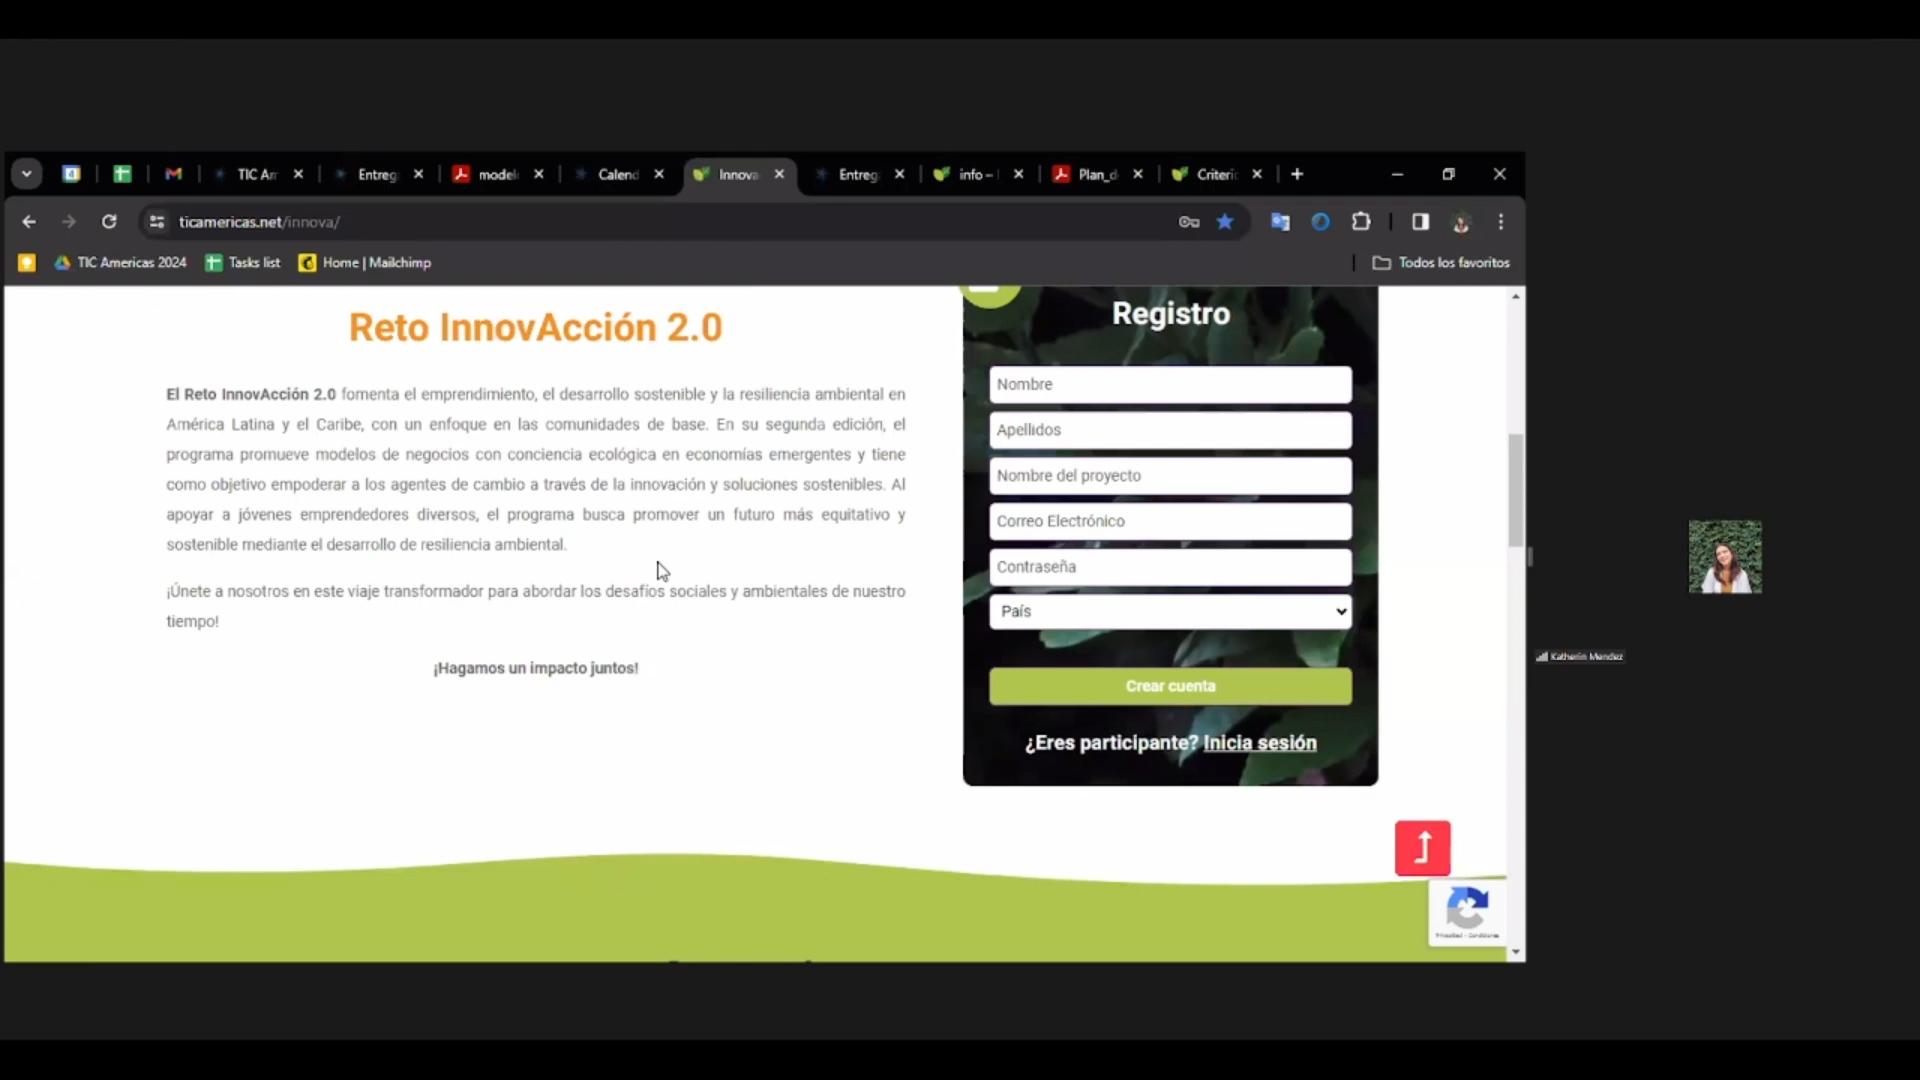 TIC Am
Entreg
model
Calend
Innova
Entreg
info –
Plan_d
Criteric
ticamericas.net/innova/
TIC Americas 2024
Tasks list
Home | Mailchimp
Todos los favoritos
Reto InnovAcción 2.0
El Reto InnovAcción 2.0 fomenta el emprendimiento, el desarrollo sostenible y la resiliencia ambiental en
América Latina y el Caribe, con un enfoque en las comunidades de base. En su segunda edición, el
programa promueve modelos de negocios con conciencia ecológica en economías emergentes y tiene
como objetivo empoderar a los agentes de cambio a través de la innovación y soluciones sostenibles. Al
apoyar a jóvenes emprendedores diversos, el programa busca promover un futuro más equitativo y
sostenible mediante el desarrollo de resiliencia ambiental.
¡Únete a nosotros en este viaje transformador para abordar los desafíos sociales y ambientales de nuestro
tiempo!
¡Hagamos un impacto juntos!
Registro
Nombre
Apellidos
Nombre del proyecto
Correo Electrónico
Contraseña
País
Crear cuenta
¿Eres participante? Inicia sesión
Privacidad - Condiciones
Katherin Mendez